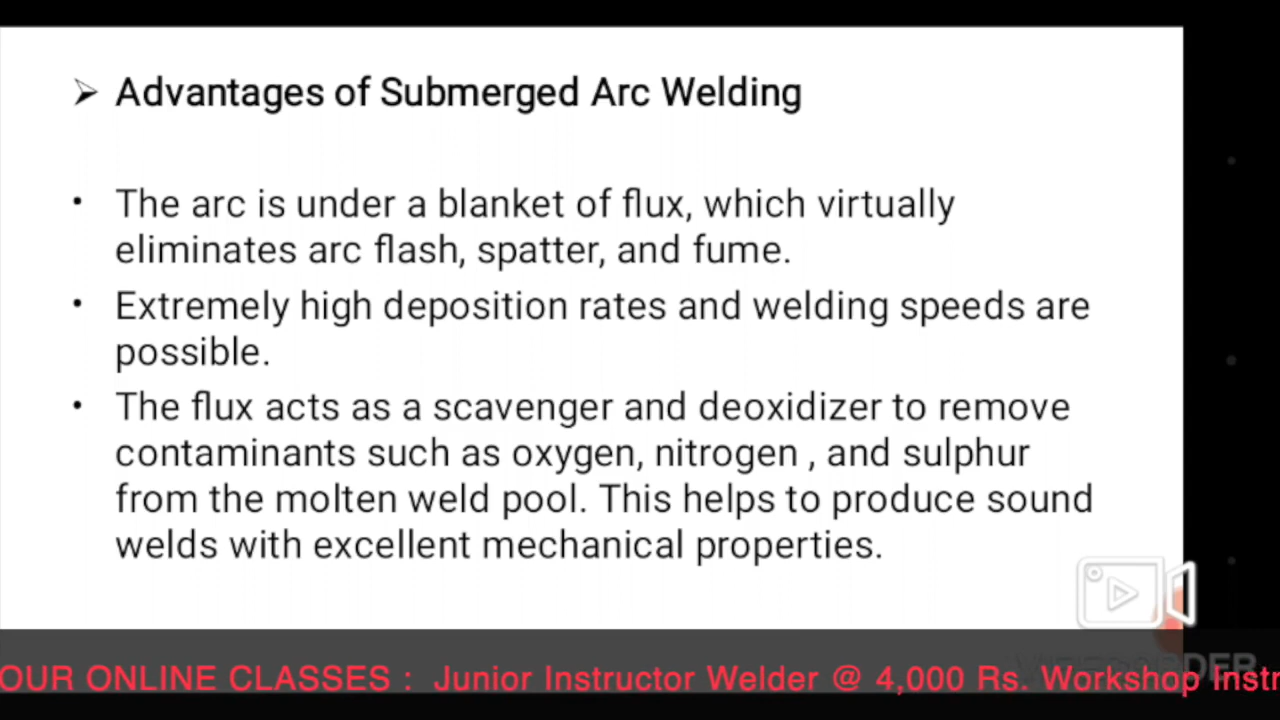 ➢ Advantages of Submerged Arc Welding
• The arc is under a blanket of flux, which virtually
eliminates arc flash, spatter, and fume.
• Extremely high deposition rates and welding speeds are
possible.
• The flux acts as a scavenger and deoxidizer to remove
contaminants such as oxygen, nitrogen , and sulphur
from the molten weld pool. This helps to produce sound
welds with excellent mechanical properties.
OUR ONLINE CLASSES : Junior Instructor Welder @ 4,000 Rs. Workshop Instr